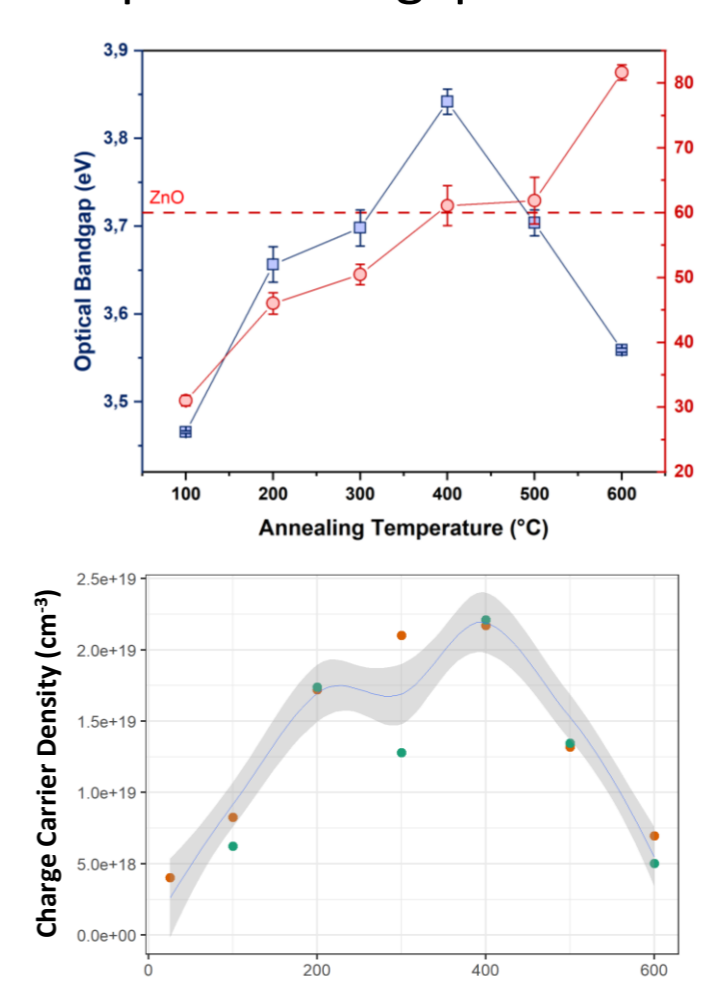 3,9
3,8
3,7
3,6
3,5
Optical Bandgap (eV)
ZnO
80
70
60
50
40
30
20
100 200 300 400 500 600
Annealing Temperature (°C)
2.5e+19
2.0e+19
1.5e+19
1.0e+19
5.0e+18
0.0e+00
Charge Carrier Density (cm-3)
0 200 400 600